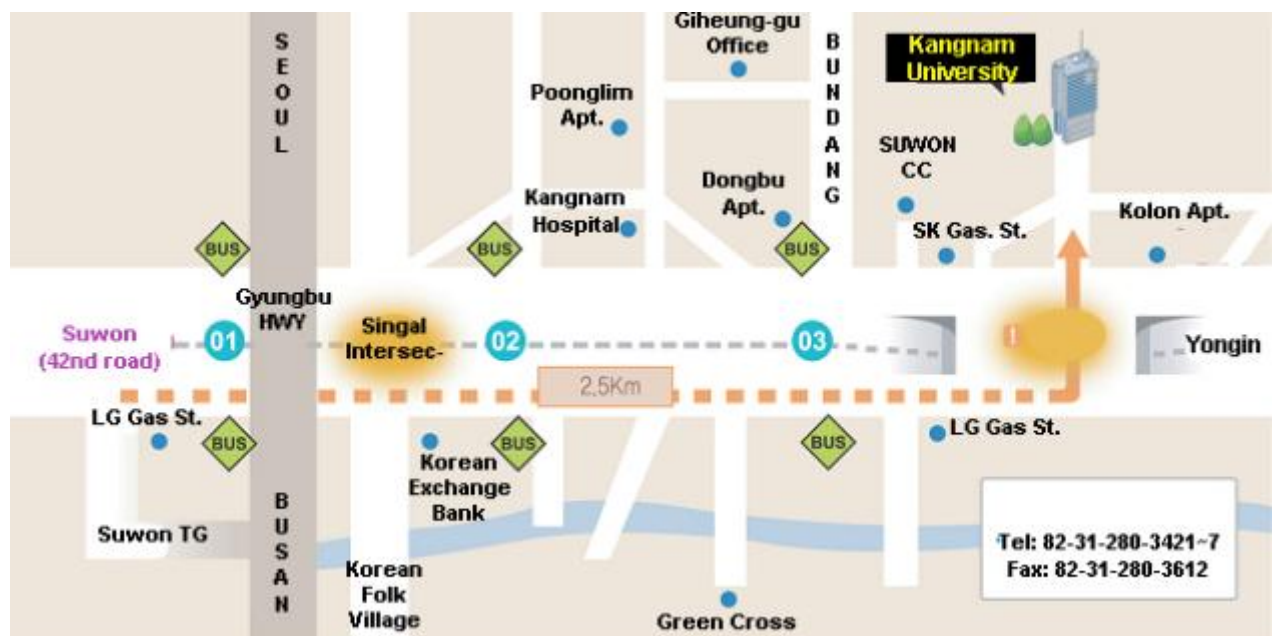 Giheung-gu
Office
Kangnam
University
S
E
O
U
L
B
U
N
D
A
N
G
Poonglim
Apt.
SUWON
CC
Dongbu
Apt.
Kangnam
Hospital
Kolon Apt.
SK Gas. St.
BUS
BUS
BUS
Gyungbu
HWY
Suwon
(42nd road)
01
Singal
Intersec-
02
03
Yongin
2.5Km
LG Gas St.
BUS
BUS
BUS
LG Gas St.
Korean
Exchange
Bank
B
U
S
A
N
Suwon TG
Korean
Folk
Village
Green Cross
Tel: 82-31-280-3421~7
Fax: 82-31-280-3612